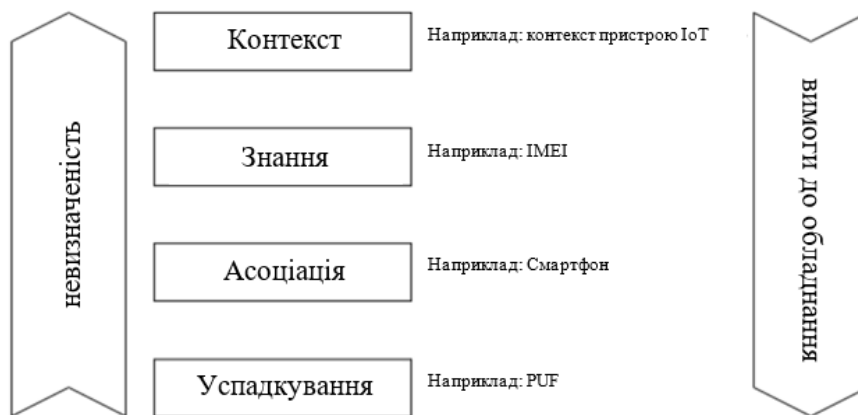 Контекст
Наприклад: контекст пристрою IoT
Знання
Наприклад: IMEI
Асоціація
Наприклад: Смартфон
Успадкування
Наприклад: PUF
невизначеність
вимоги до обладнання